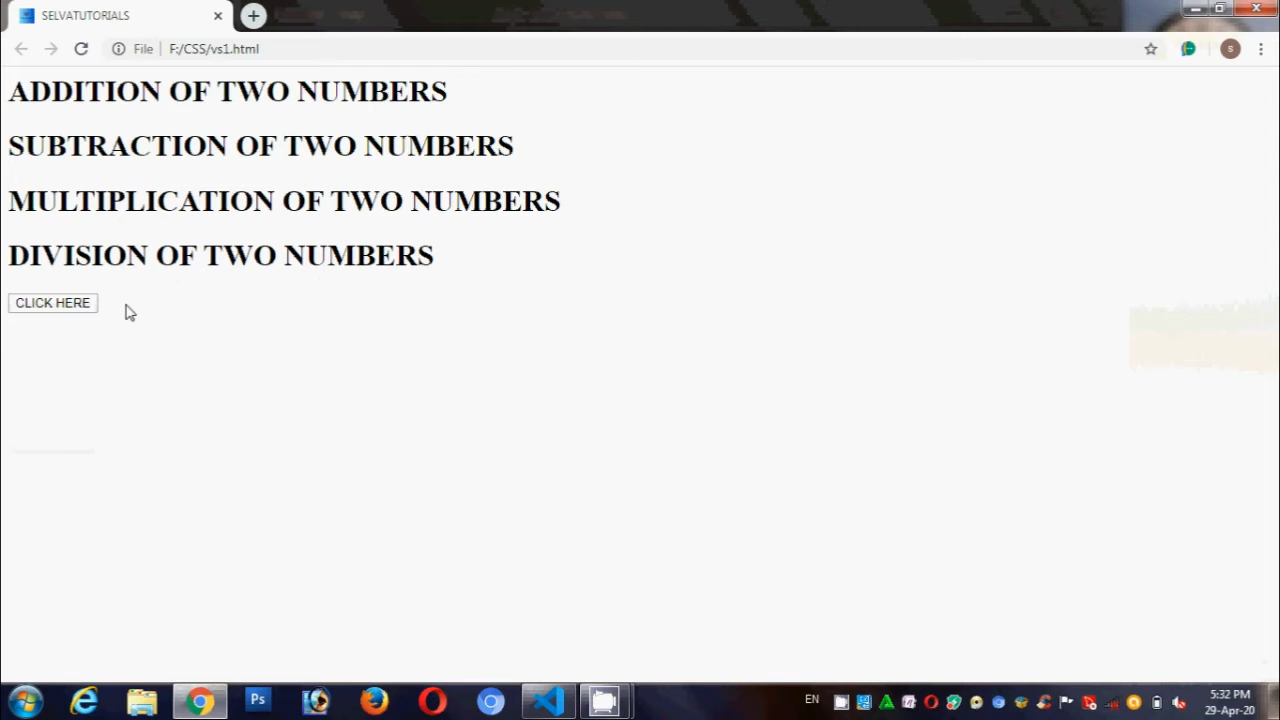 SELVATUTORIALS
File F:/CSS/vs1.html
S
ADDITION OF TWO NUMBERS
SUBTRACTION OF TWO NUMBERS
MULTIPLICATION OF TWO NUMBERS
DIVISION OF TWO NUMBERS
CLICK HERE
Ps
EN
5:32 PM
29-Apr-20